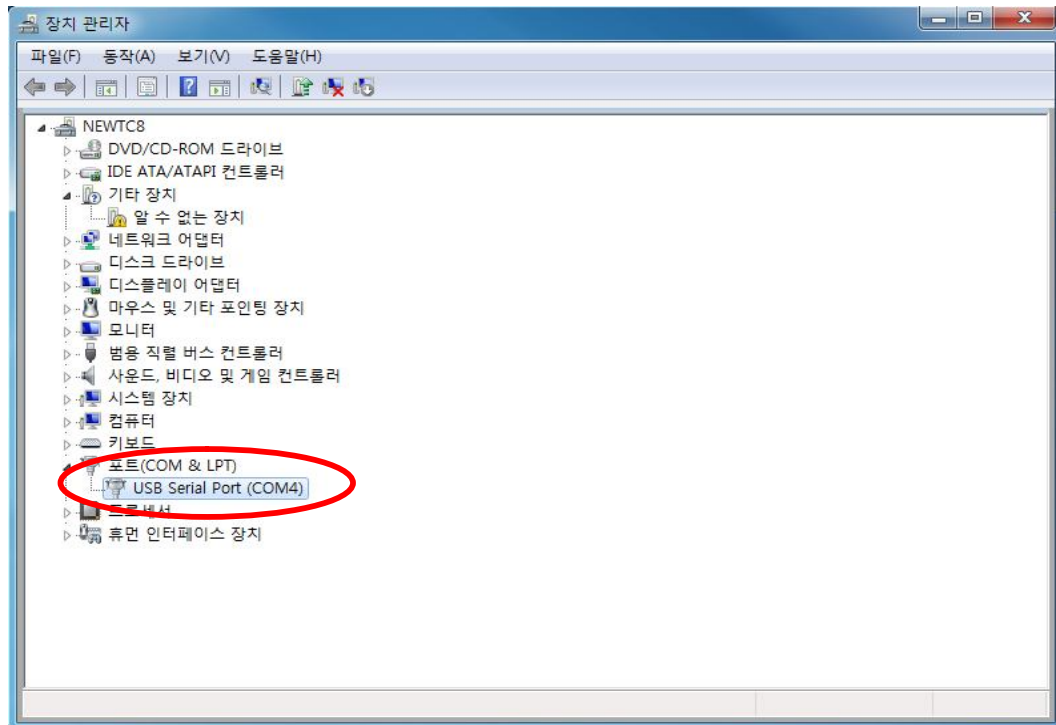 장치 관리자
파일(F) 동작(A) 보기(V) 도움말(H)
NEWTC8
DVD/CD-ROM 드라이브
IDE ATA/ATAPI 컨트롤러
기타 장치
알 수 없는 장치
네트워크 어댑터
디스크 드라이브
디스플레이 어댑터
마우스 및 기타 포인팅 장치
모니터
범용 직렬 버스 컨트롤러
사운드, 비디오 및 게임 컨트롤러
시스템 장치
컴퓨터
키보드
포트(COM & LPT)
USB Serial Port (COM4)
프로세서
휴먼 인터페이스 장치